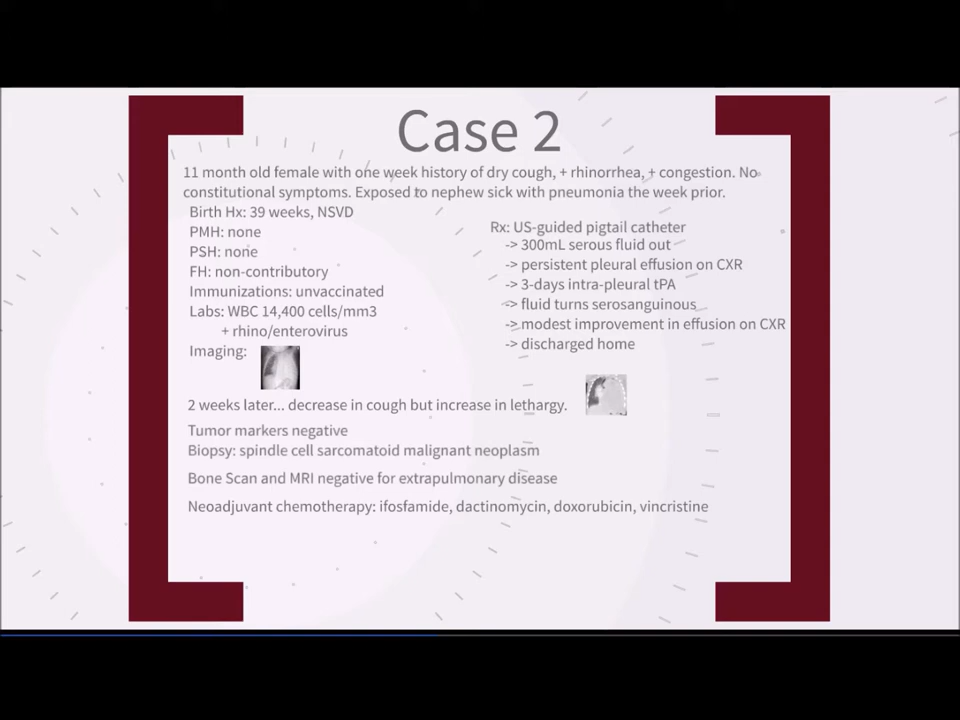 Case 2
11 month old female with one week history of dry cough, + rhinorrhea, + congestion. No
constitutional symptoms. Exposed to nephew sick with pneumonia the week prior.
Birth Hx: 39 weeks, NSVD
PMH: none
PSH: none
FH: non-contributory
Immunizations: unvaccinated
Labs: WBC 14,400 cells/mm3
+ rhino/enterovirus
Imaging:
Rx: US-guided pigtail catheter
-> 300mL serous fluid out
-> persistent pleural effusion on CXR
-> 3-days intra-pleural tPA
-> fluid turns serosanguinous
-> modest improvement in effusion on CXR
-> discharged home
2 weeks later... decrease in cough but increase in lethargy.
Tumor markers negative
Biopsy: spindle cell sarcomatoid malignant neoplasm
Bone Scan and MRI negative for extrapulmonary disease
Neoadjuvant chemotherapy: ifosfamide, dactinomycin, doxorubicin, vincristine